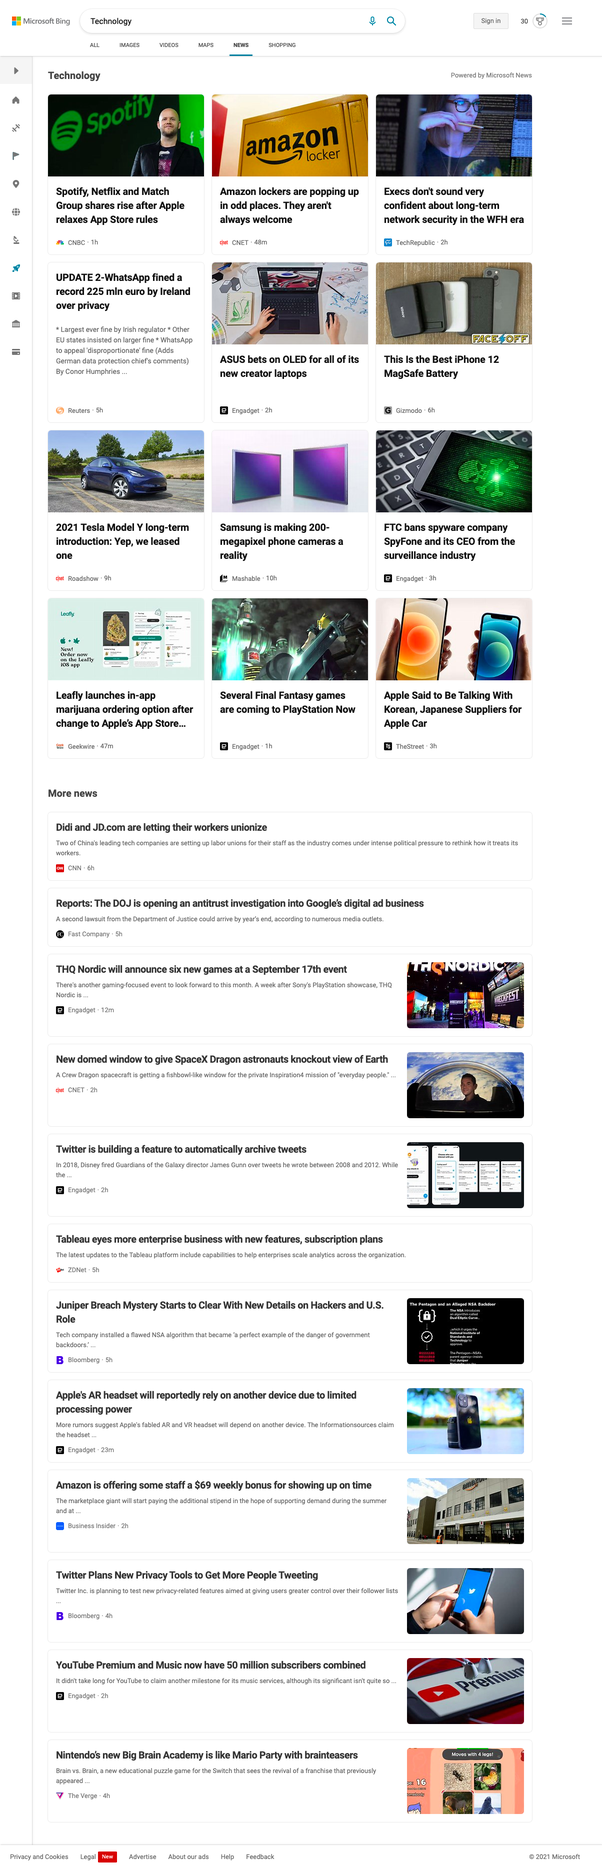 Microsoft Bing
Technology
Sign in
30
ALL IMAGES VIDEOS MAPS NEWS SHOPPING
Technology
Powered by Microsoft News
Spotify
amazon
locker
Spotify, Netflix and Match
Group shares rise after Apple
relaxes App Store rules
CNBC · 1h
Amazon lockers are popping up
in odd places. They aren't
always welcome
CNET · 48m
Execs don't sound very
confident about long-term
network security in the WFH era
TechRepublic · 2h
UPDATE 2-WhatsApp fined a
record 225 mln euro by Ireland
over privacy
* Largest ever fine by Irish regulator * Other
EU states insisted on larger fine * WhatsApp
to appeal 'disproportionate' fine (Adds
German data protection chief's comments)
By Conor Humphries ...
Reuters · 5h
ASUS bets on OLED for all of its
new creator laptops
Engadget · 2h
FACE OFF
This Is the Best iPhone 12
MagSafe Battery
Gizmodo · 6h
2021 Tesla Model Y long-term
introduction: Yep, we leased
one
Roadshow · 9h
Samsung is making 200-
megapixel phone cameras a
reality
Mashable · 10h
FTC bans spyware company
SpyFone and its CEO from the
surveillance industry
Engadget · 3h
Leafly
New!
Order now
on the Leafly
iOS app
Leafly launches in-app
marijuana ordering option after
change to Apple's App Store...
Geekwire · 47m
Several Final Fantasy games
are coming to PlayStation Now
Engadget · 1h
Apple Said to Be Talking With
Korean, Japanese Suppliers for
Apple Car
TheStreet · 3h
More news
Didi and JD.com are letting their workers unionize
Two of China's leading tech companies are setting up labor unions for their staff as the industry comes under intense political pressure to rethink how it treats its
workers.
CNN · 6h
Reports: The DOJ is opening an antitrust investigation into Google's digital ad business
A second lawsuit from the Department of Justice could arrive by year's end, according to numerous media outlets.
Fast Company · 5h
THQ Nordic will announce six new games at a September 17th event
There's another gaming-focused event to look forward to this month. A week after Sony's PlayStation showcase, THQ
Nordic is ...
Engadget · 12m
THQ NORDIC
WRECKFEST
New domed window to give SpaceX Dragon astronauts knockout view of Earth
A Crew Dragon spacecraft is getting a fishbowl-like window for the private Inspiration4 mission of "everyday people." ...
CNET · 2h
Twitter is building a feature to automatically archive tweets
In 2018, Disney fired Guardians of the Galaxy director James Gunn over tweets he wrote between 2008 and 2012. While
the ...
Engadget · 2h
Tableau eyes more enterprise business with new features, subscription plans
The latest updates to the Tableau platform include capabilities to help enterprises scale analytics across the organization.
ZDNet · 5h
Juniper Breach Mystery Starts to Clear With New Details on Hackers and U.S.
Role
Tech company installed a flawed NSA algorithm that became 'a perfect example of the danger of government
backdoors.' ...
Bloomberg · 5h
The Pentagon and an Alleged NSA Backdoor
Apple's AR headset will reportedly rely on another device due to limited
processing power
More rumors suggest Apple's fabled AR and VR headset will depend on another device. The Informationsources claim
the headset ...
Engadget · 23m
Amazon is offering some staff a $69 weekly bonus for showing up on time
The marketplace giant will start paying the additional stipend in the hope of supporting demand during the summer
and at ...
Business Insider · 2h
Twitter Plans New Privacy Tools to Get More People Tweeting
Twitter Inc. is planning to test new privacy-related features aimed at giving users greater control over their follower lists
...
Bloomberg · 4h
YouTube Premium and Music now have 50 million subscribers combined
It didn't take long for YouTube to claim another milestone for its music services, although its significant isn't quite so ...
Engadget · 2h
Premium
Nintendo's new Big Brain Academy is like Mario Party with brainteasers
Brain vs. Brain, a new educational puzzle game for the Switch that sees the revival of a franchise that previously
appeared ...
The Verge · 4h
Moves with 4 legs!
16
Privacy and Cookies Legal New Advertise About our ads Help Feedback
© 2021 Microsoft